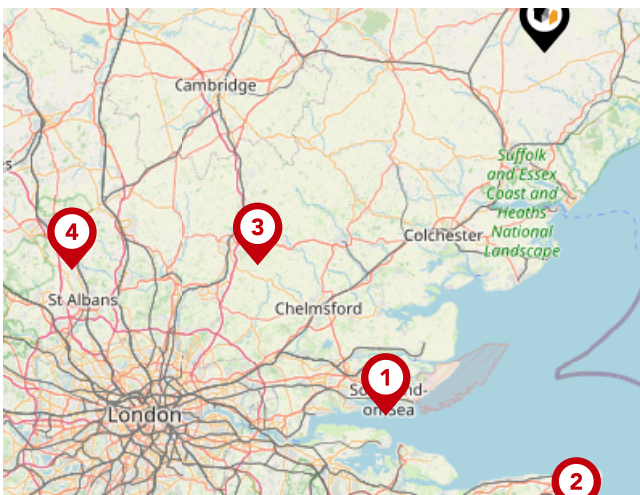 Cambridge
Suffolk
and Essex
Coast and
Heaths
National
Landscape
3
4
Colchester
St Albans
Chelmsford
1
on Sea
London
2